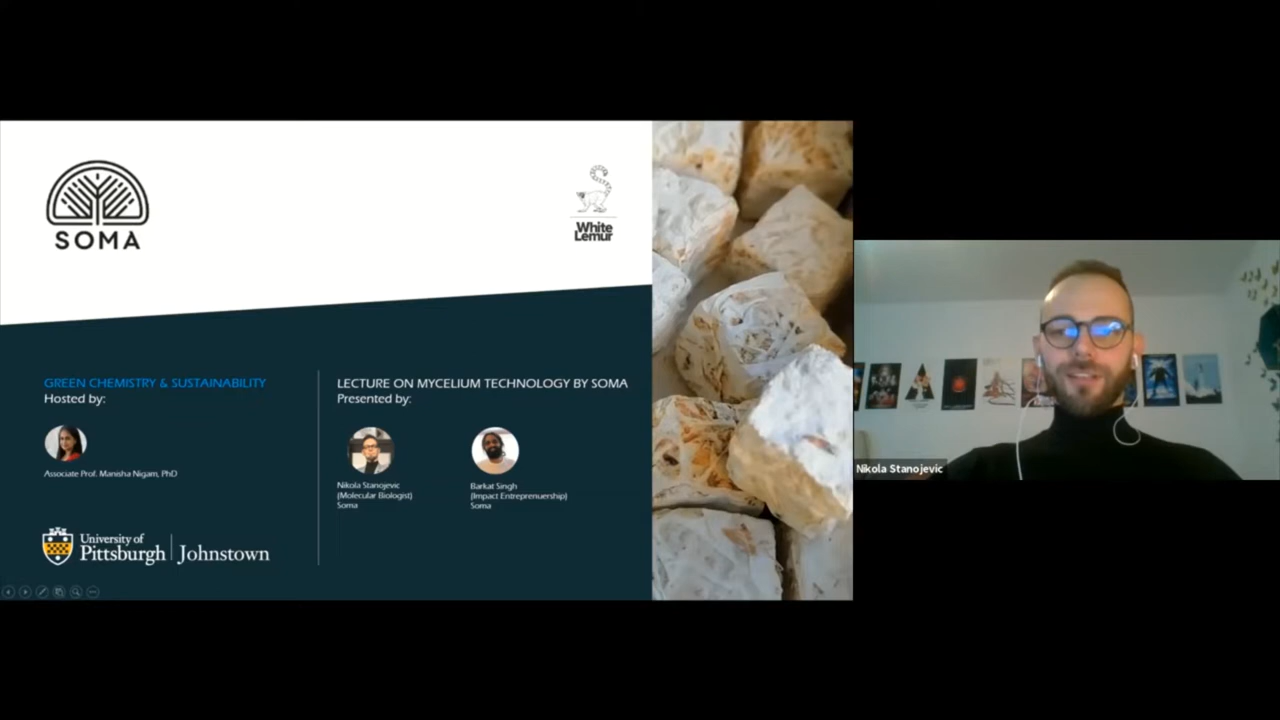 SOMA
White
Lemur
GREEN CHEMISTRY & SUSTAINABILITY
Hosted by:
Associate Prof. Manisha Nigam, PhD
University of
Pittsburgh
Johnstown
LECTURE ON MYCELIUM TECHNOLOGY BY SOMA
Presented by:
Nikola Stanojevic
(Molecular Biologist)
Soma
Barkat Singh
(Impact Entreprenuership)
Soma
Nikola Stanojevic